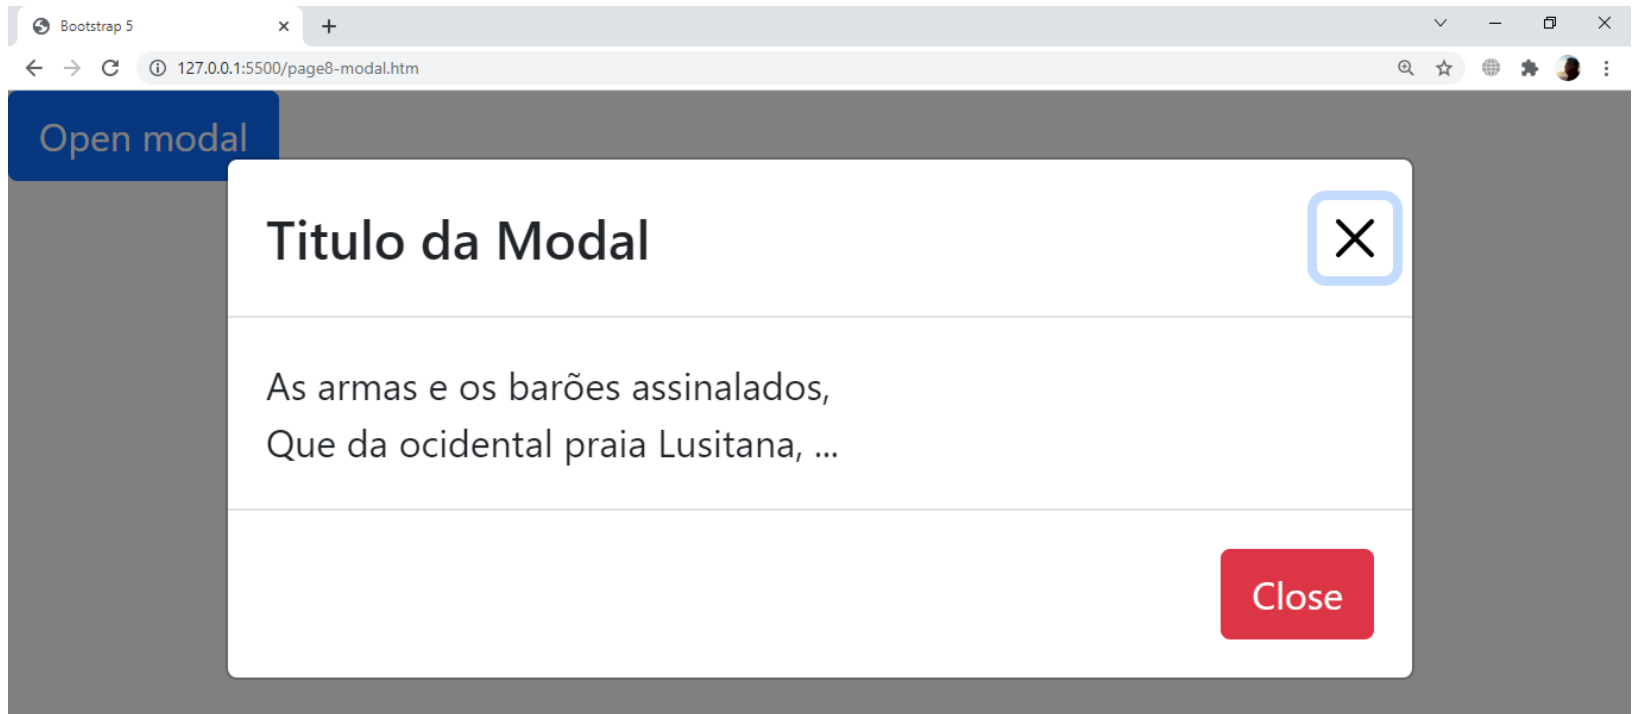 Bootstrap 5
127.0.0.1:5500/page8-modal.htm
Open modal
Titulo da Modal
As armas e os barões assinalados,
Que da ocidental praia Lusitana, ...
Close